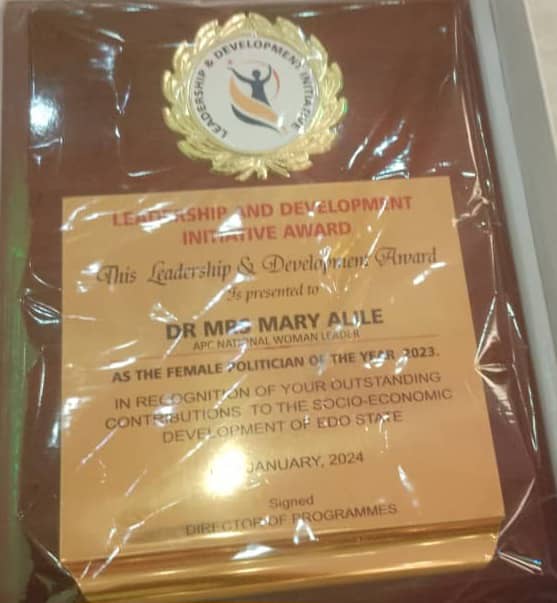 LEADERSHIP & DEVELOPMENT INITIATIVE
LEADERSHIP AND DEVELOPMENT
INITIATIVE AWARD
This Leadership & Development Award
Is presented to
DR MRS MARY ALILE
APC NATIONAL WOMAN LEADER
AS THE FEMALE POLITICIAN OF THE YEAR 2023.
IN RECOGNITION OF YOUR OUTSTANDING
CONTRIBUTIONS TO THE SOCIO-ECONOMIC
DEVELOPMENT OF EDO STATE
JANUARY, 2024
Signed
DIRECTOR OF PROGRAMMES